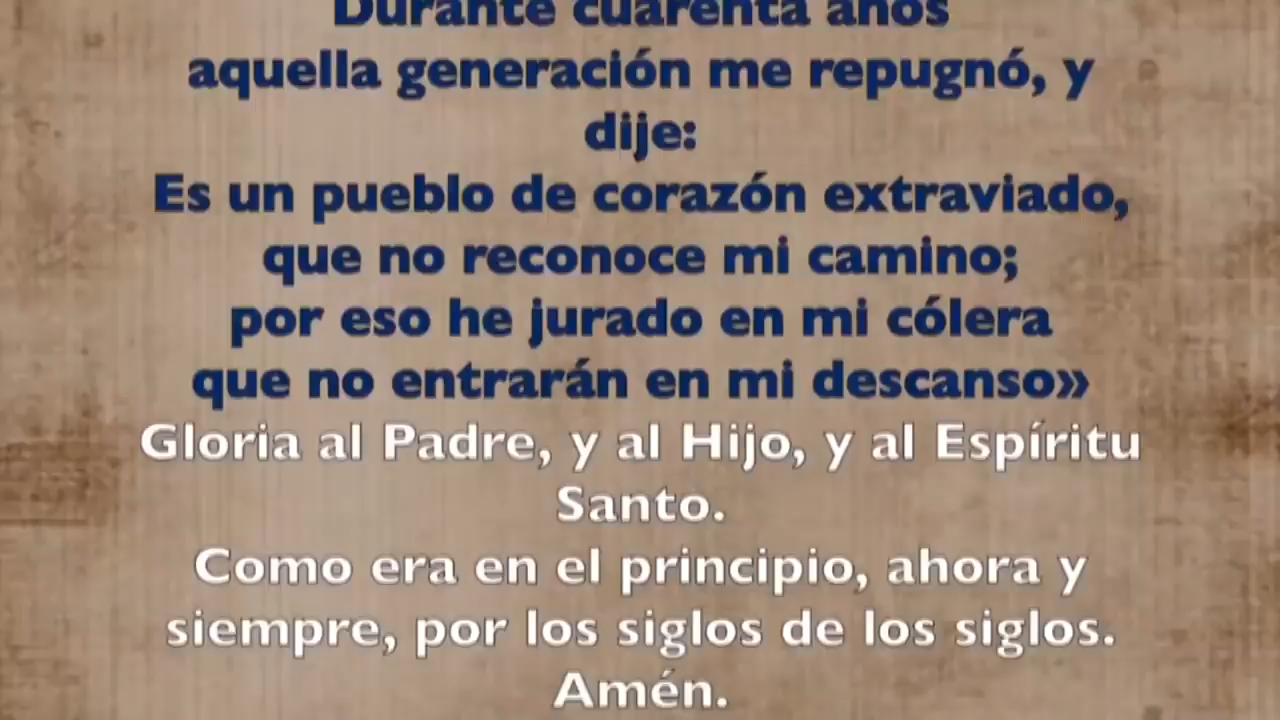 Durante cuarenta años
aquella generación me repugnó, y
dije:
Es un pueblo de corazón extraviado,
que no reconoce mi camino;
por eso he jurado en mi cólera
que no entrarán en mi descanso»
Gloria al Padre, y al Hijo, y al Espíritu
Santo.
Como era en el principio, ahora y
siempre, por los siglos de los siglos.
Amén.